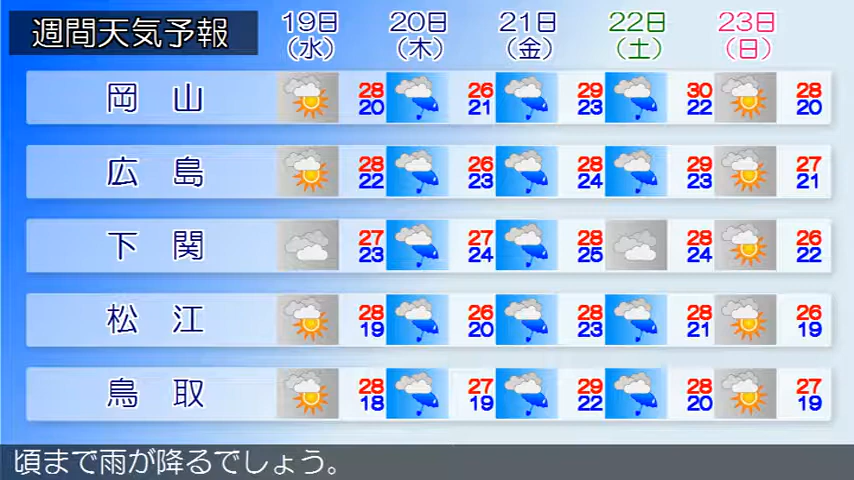 週間天気予報
19日 20日 21日 22日 23日
（水） （木） （金） （土） （日）
岡 山 28 20 26 21 29 23 30 22 28 20
広 島 28 22 26 23 28 24 29 23 27 21
下 関 27 23 27 24 28 25 28 24 26 22
松 江 28 19 26 20 28 23 28 21 26 19
鳥 取 28 18 27 19 29 22 28 20 27 19
頃まで雨が降るでしょう。